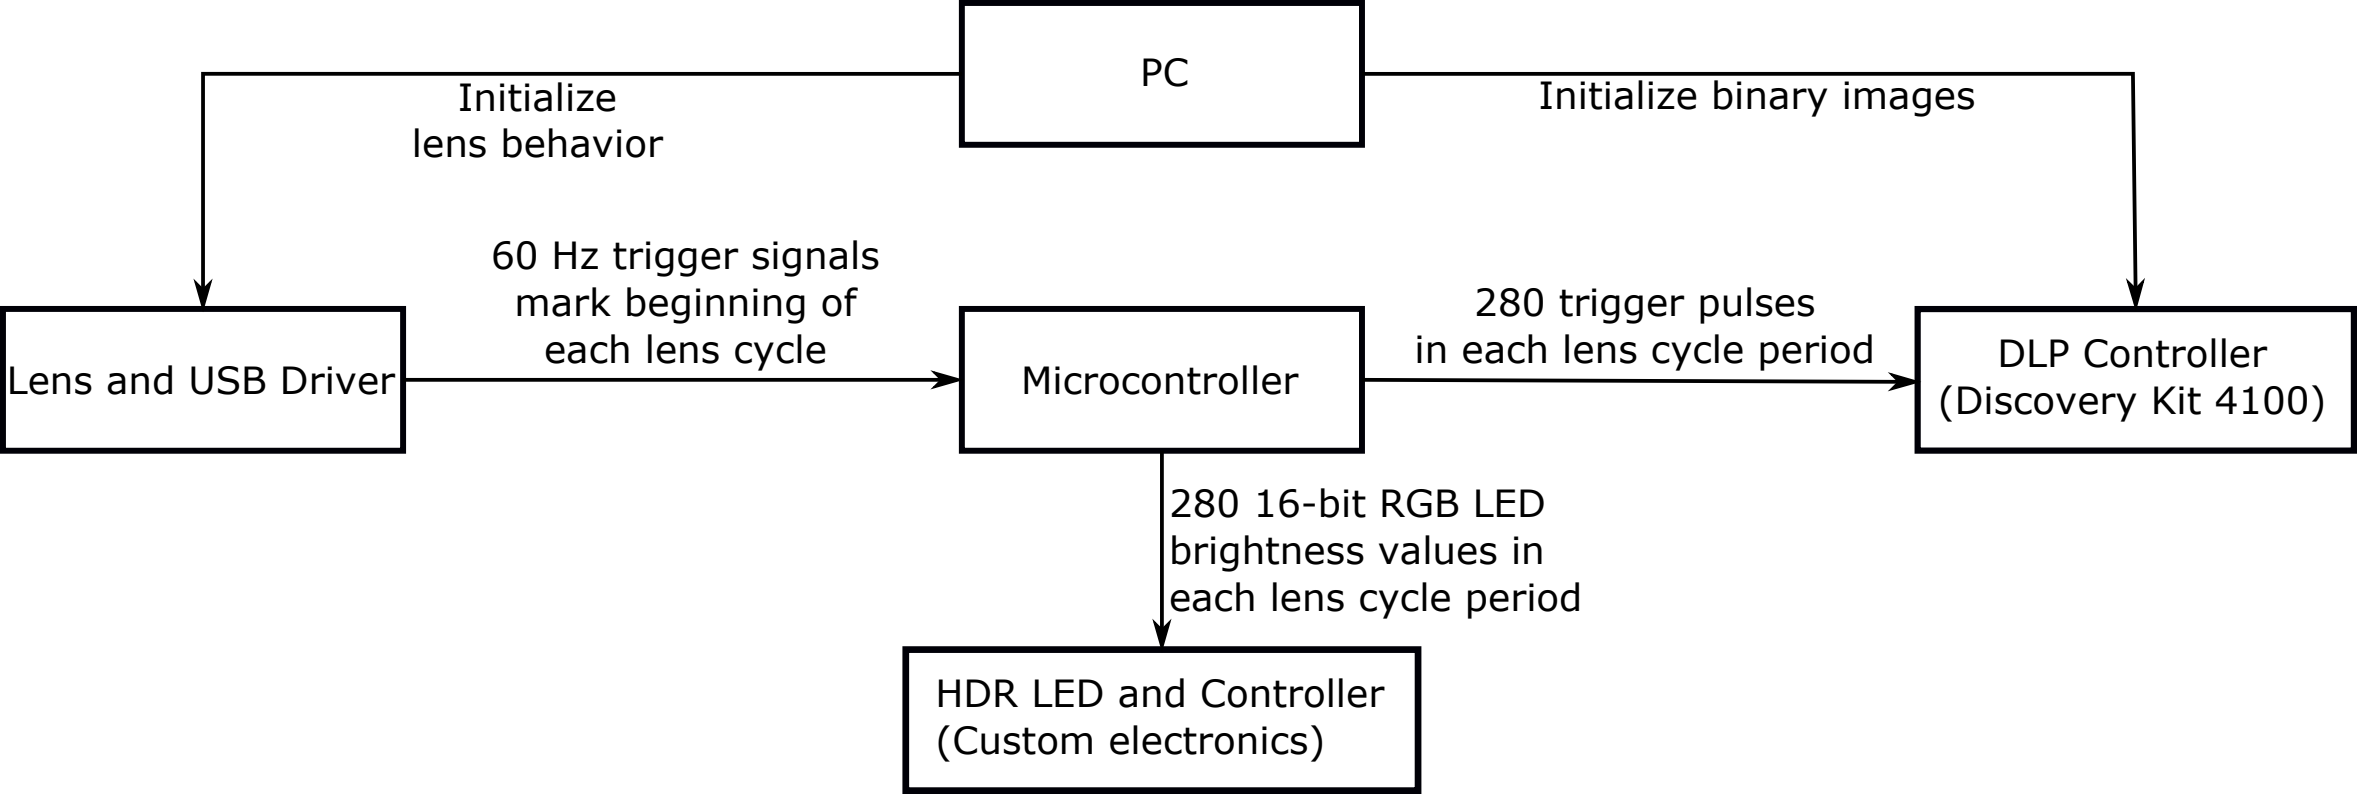 PC
Initialize
lens behavior
Initialize binary images
60 Hz trigger signals
mark beginning of
each lens cycle
280 trigger pulses
in each lens cycle period
Lens and USB Driver
Microcontroller
DLP Controller
(Discovery Kit 4100)
280 16-bit RGB LED
brightness values in
each lens cycle period
HDR LED and Controller
(Custom electronics)